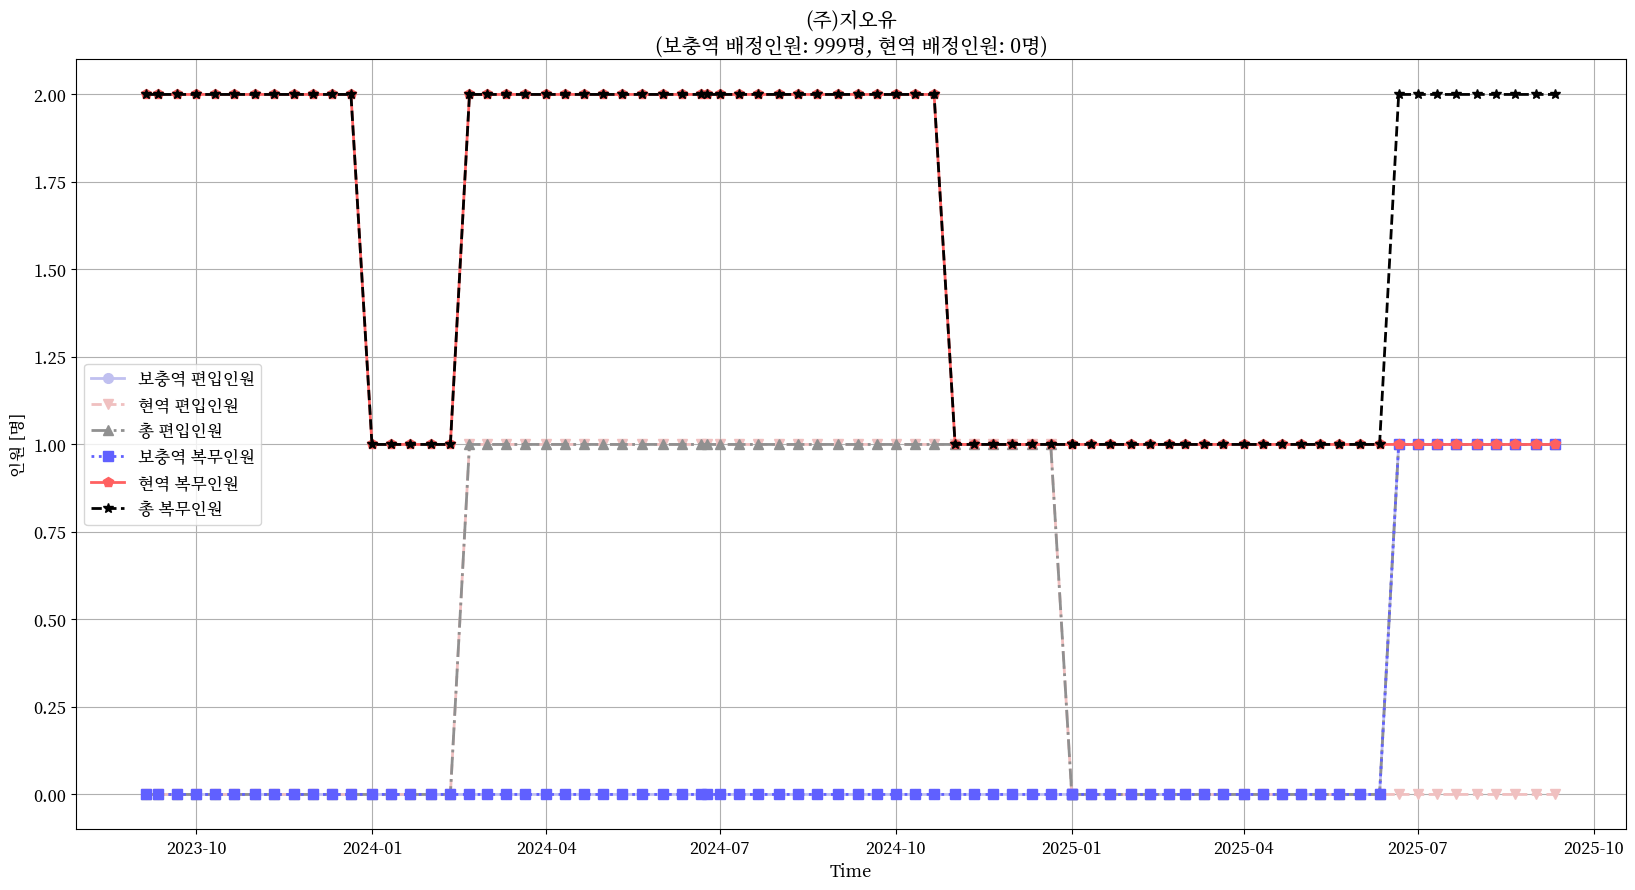 (주)지오유
(보충역 배정인원: 999명, 현역 배정인원: 0명)
인원 [명]
2.00
1.75
1.50
1.25
1.00
0.75
0.50
0.25
0.00
보충역 편입인원
현역 편입인원
총 편입인원
보충역 복무인원
현역 복무인원
총 복무인원
2023-10
2024-01
2024-04
2024-07
2024-10
2025-01
2025-04
2025-07
2025-10
Time